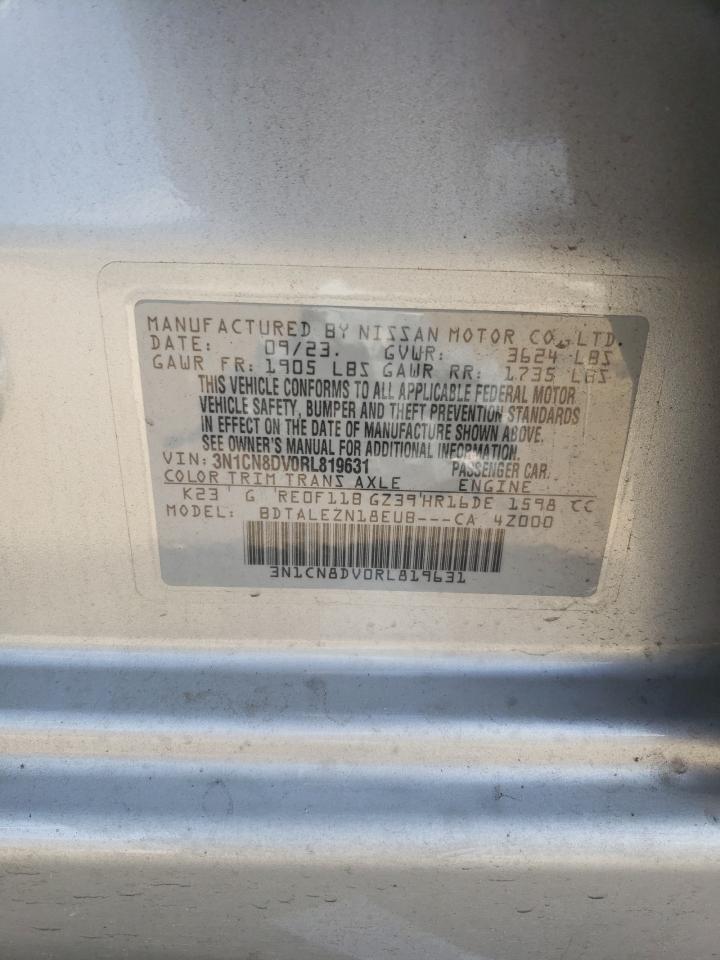 MANUFACTURED BY NISSAN MOTOR CO.,LTD.
DATE: 09/23. GVWR: 3624 LBS
GAWR FR: 1905 LBS GAWR RR: 1735 LBS
THIS VEHICLE CONFORMS TO ALL APPLICABLE FEDERAL MOTOR
VEHICLE SAFETY, BUMPER AND THEFT PREVENTION STANDARDS
IN EFFECT ON THE DATE OF MANUFACTURE SHOWN ABOVE.
SEE OWNER'S MANUAL FOR ADDITIONAL INFORMATION.
VIN: 3N1CN8DV0RL819631 PASSENGER CAR
COLOR TRIM TRANS AXLE ENGINE
K23 G RE0F11B GZ39 HR16DE 1598 CC
MODEL: BDTALEZN18EUB---CA 4Z000
3N1CN8DV0RL819631